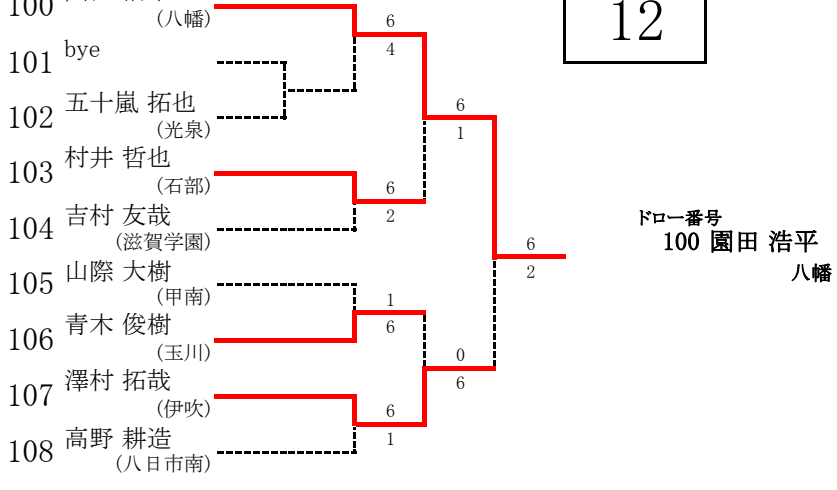 100
(八幡)
6
4
12
101 bye
102 五十嵐 拓也
(光泉)
6
1
103 村井 哲也
(石部)
6
2
104 吉村 友哉
(滋賀学園)
ドロー番号
100 園田 浩平
八幡
6
2
105 山際 大樹
(甲南)
1
6
106 青木 俊樹
(玉川)
0
6
107 澤村 拓哉
(伊吹)
6
1
108 高野 耕造
(八日市南)